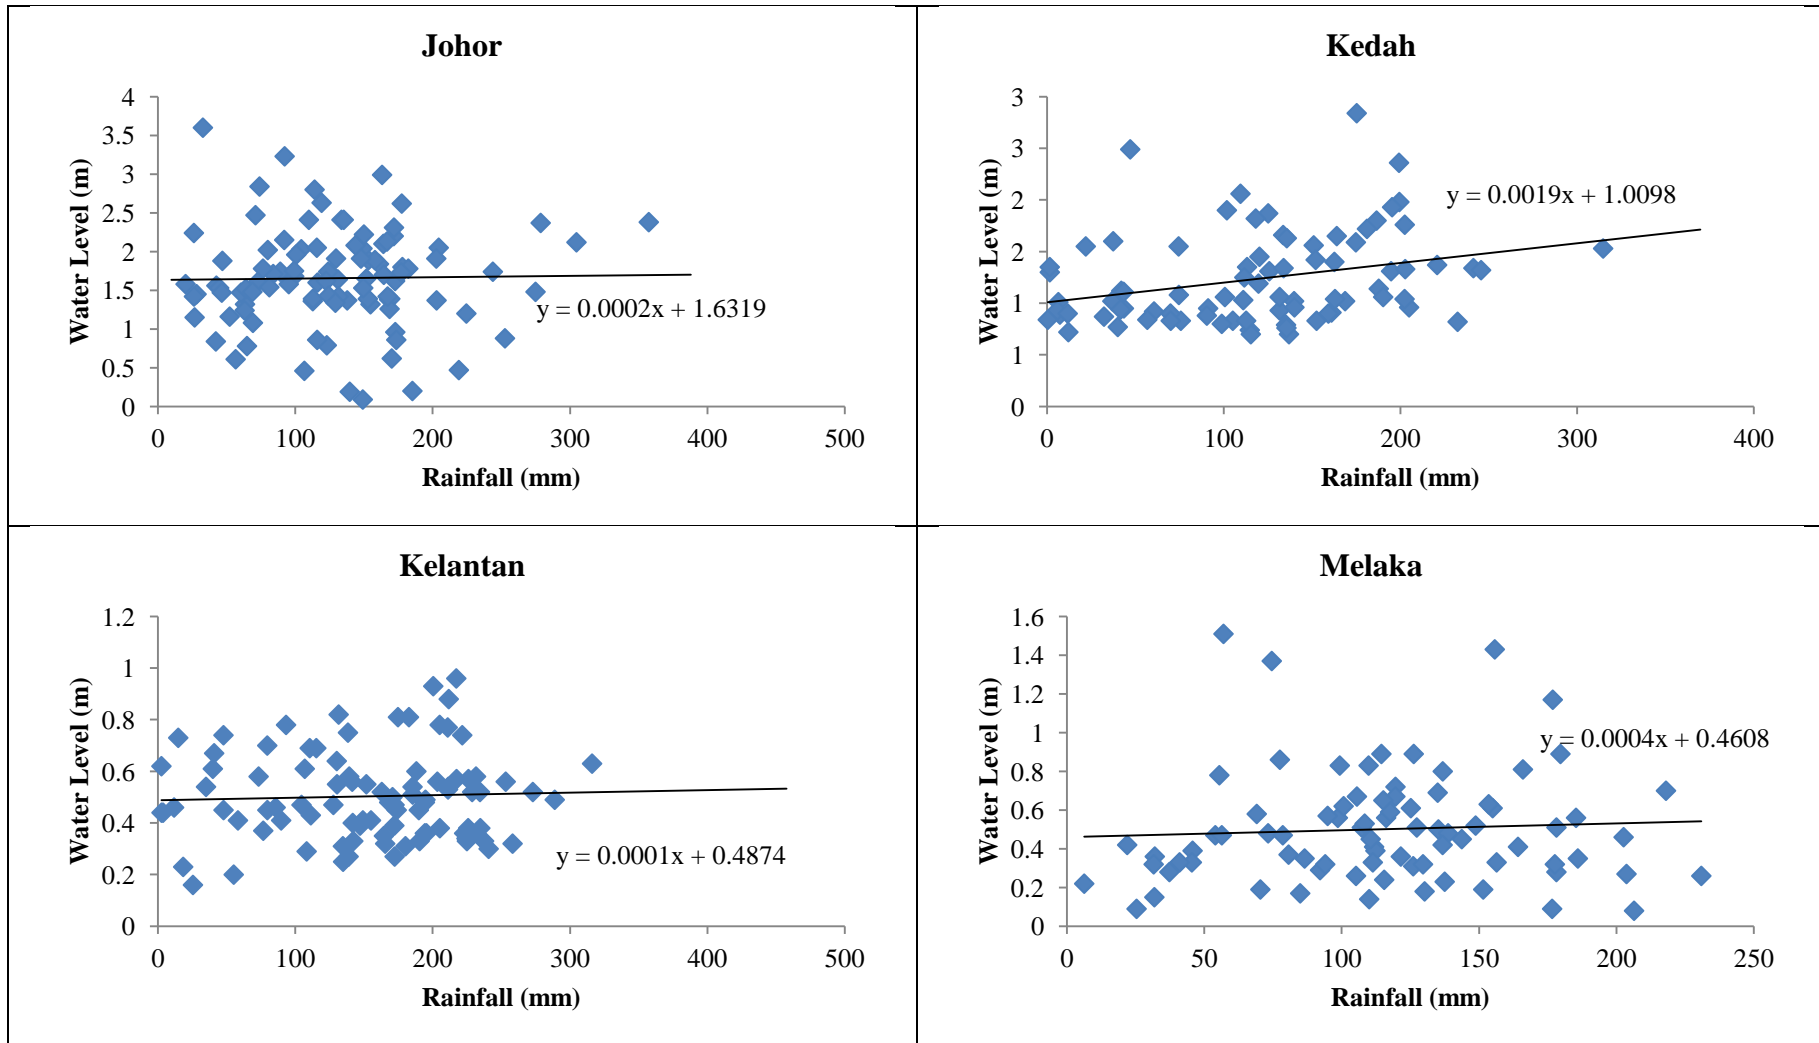 Johor
4
3.5
3
2.5
2
1.5
1
0.5
0
Water Level (m)
y = 0.0002x + 1.6319
0 100 200 300 400 500
Rainfall (mm)
Kedah
3
3
2
2
1
1
0
Water Level (m)
y = 0.0019x + 1.0098
0 100 200 300 400
Rainfall (mm)
Kelantan
1.2
1
0.8
0.6
0.4
0.2
0
Water Level (m)
y = 0.0001x + 0.4874
0 100 200 300 400 500
Rainfall (mm)
Melaka
1.6
1.4
1.2
1
0.8
0.6
0.4
0.2
0
Water Level (m)
y = 0.0004x + 0.4608
0 50 100 150 200 250
Rainfall (mm)